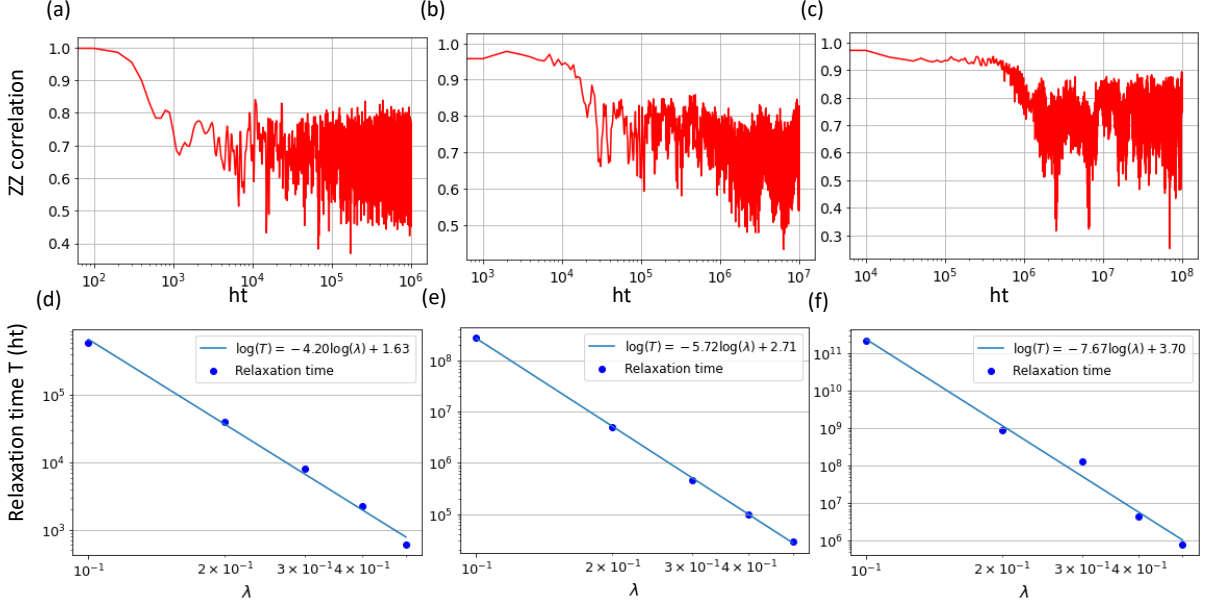 (a)
(b)
(c)
ZZ correlation
1.0
0.9
0.8
0.7
0.6
0.5
0.4
10²
10³
10⁴
10⁵
10⁶
ht
1.0
0.9
0.8
0.7
0.6
0.5
10³
10⁴
10⁵
10⁶
10⁷
ht
1.0
0.9
0.8
0.7
0.6
0.5
0.4
0.3
10⁴
10⁵
10⁶
10⁷
10⁸
ht
(d)
(e)
(f)
Relaxation time T (ht)
log(T) = −4.20log(λ) + 1.63
Relaxation time
10⁵
10⁴
10³
10⁻¹
2 × 10⁻¹
3 × 10⁻¹
4 × 10⁻¹
λ
log(T) = −5.72log(λ) + 2.71
Relaxation time
10⁸
10⁷
10⁶
10⁵
10⁻¹
2 × 10⁻¹
3 × 10⁻¹
4 × 10⁻¹
λ
log(T) = −7.67log(λ) + 3.70
Relaxation time
10¹¹
10¹⁰
10⁹
10⁸
10⁷
10⁶
10⁻¹
2 × 10⁻¹
3 × 10⁻¹
4 × 10⁻¹
λ